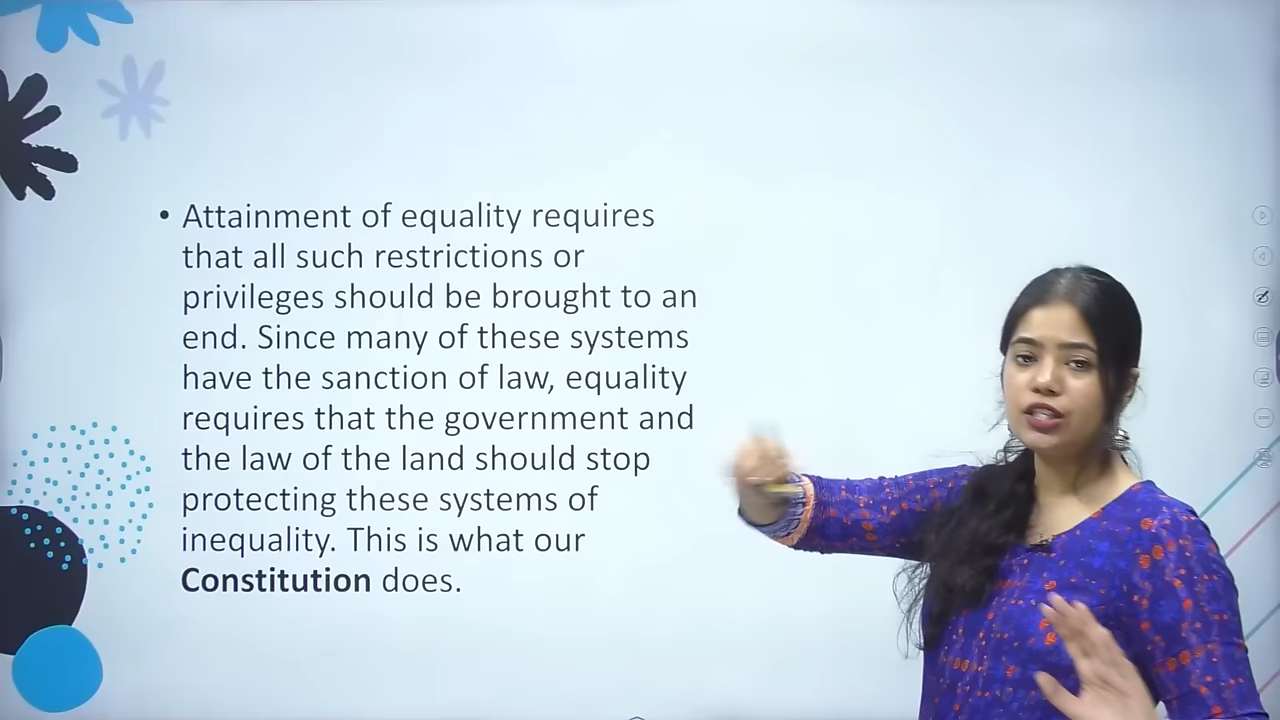 • Attainment of equality requires
that all such restrictions or
privileges should be brought to an
end. Since many of these systems
have the sanction of law, equality
requires that the government and
the law of the land should stop
protecting these systems of
inequality. This is what our
Constitution does.